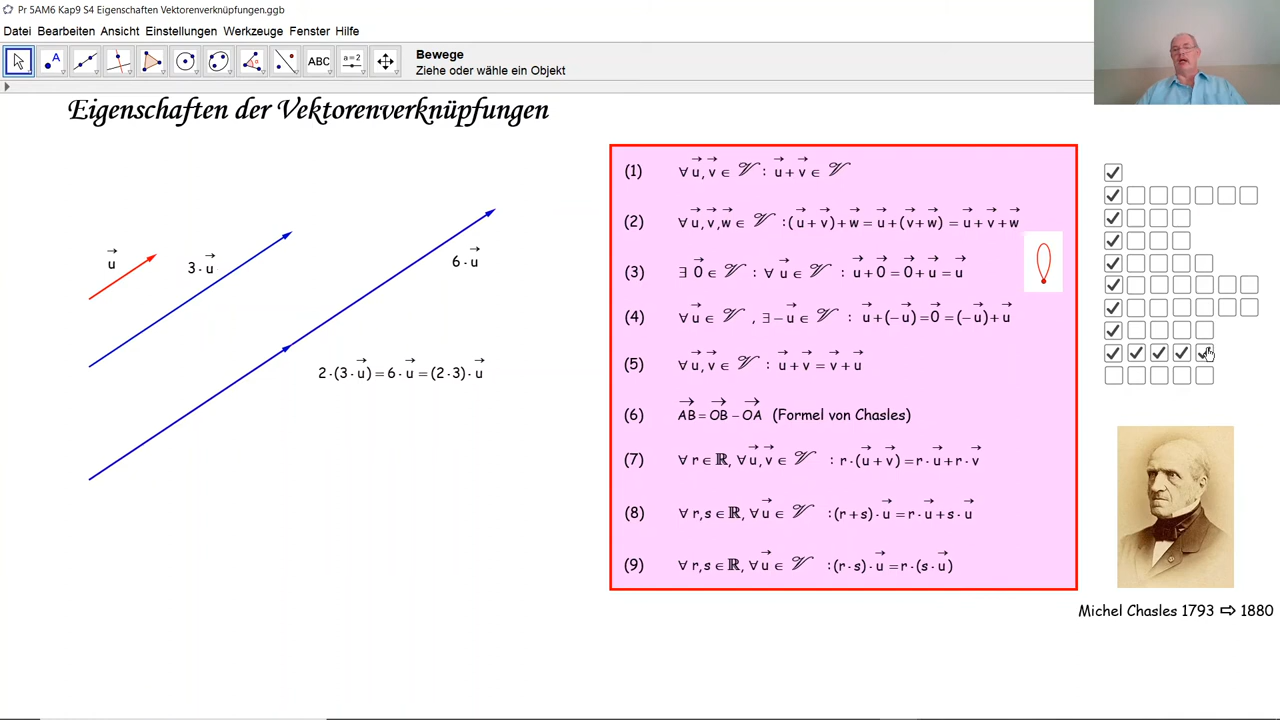 Pr 5AM6 Kap9 S4 Eigenschaften Vektorenverknüpfungen.ggb
Datei Bearbeiten Ansicht Einstellungen Werkzeuge Fenster Hilfe
A ABC a=2
Bewege
Ziehe oder wähle ein Objekt
Eigenschaften der Vektorenverknüpfungen
(1) ∀ u⃗, v⃗ ∈ 𝒱 : u⃗ + v⃗ ∈ 𝒱
(2) ∀ u⃗, v⃗, w⃗ ∈ 𝒱 : (u⃗ + v⃗) + w⃗ = u⃗ + (v⃗ + w⃗) = u⃗ + v⃗ + w⃗
(3) ∃ 0⃗ ∈ 𝒱 : ∀ u⃗ ∈ 𝒱 : u⃗ + 0⃗ = 0⃗ + u⃗ = u⃗
(4) ∀ u⃗ ∈ 𝒱 , ∃ -u⃗ ∈ 𝒱 : u⃗ + (-u⃗) = 0⃗ = (-u⃗) + u⃗
(5) ∀ u⃗, v⃗ ∈ 𝒱 : u⃗ + v⃗ = v⃗ + u⃗
(6) AB⃗ = OB⃗ - OA⃗ (Formel von Chasles)
(7) ∀ r ∈ ℝ, ∀ u⃗, v⃗ ∈ 𝒱 : r · (u⃗ + v⃗) = r · u⃗ + r · v⃗
(8) ∀ r,s ∈ ℝ, ∀ u⃗ ∈ 𝒱 : (r + s) · u⃗ = r · u⃗ + s · u⃗
(9) ∀ r,s ∈ ℝ, ∀ u⃗ ∈ 𝒱 : (r · s) · u⃗ = r · (s · u⃗)
u⃗
3 · u⃗
6 · u⃗
2 · (3 · u⃗) = 6 · u⃗ = (2 · 3) · u⃗
Michel Chasles 1793 ⇨ 1880